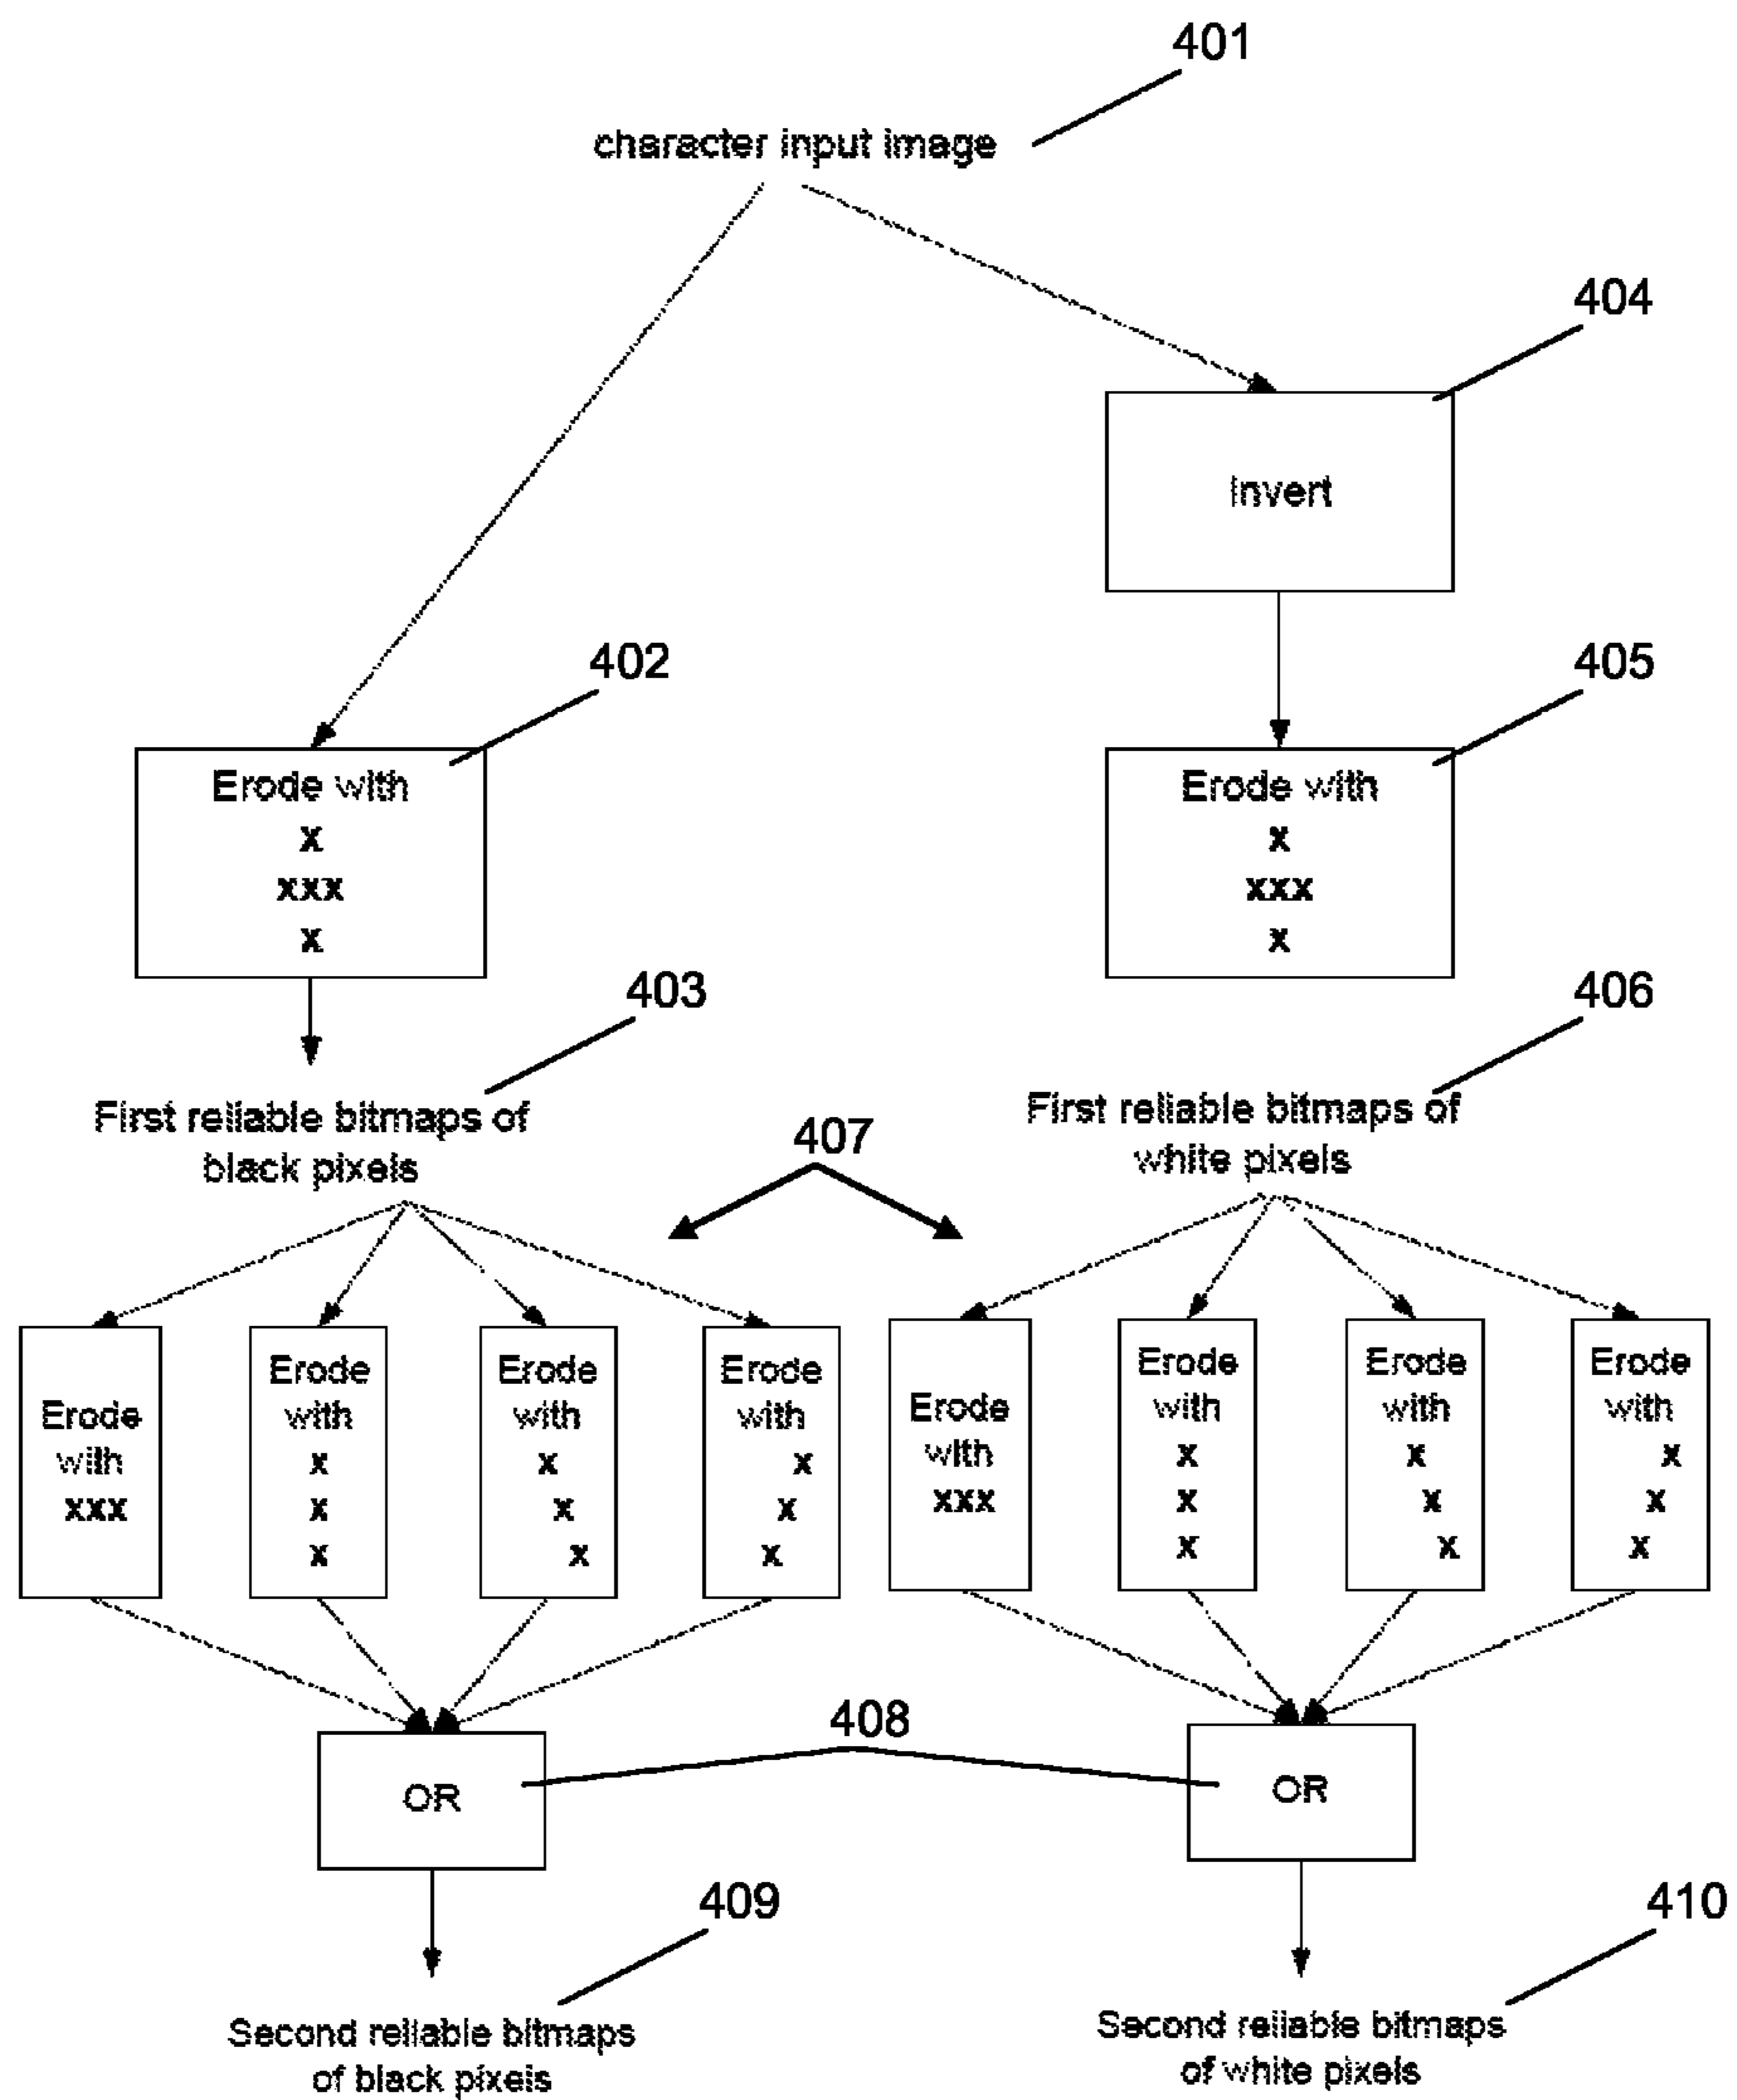 401
character input image
404
Invert
402
Erode with
x
xxx
x
405
Erode with
x
xxx
x
403
First reliable bitmaps of
black pixels
406
First reliable bitmaps of
white pixels
407
Erode
with
xxx
Erode
with
x
x
x
Erode
with
x
x
x
Erode
with
x
x
x
Erode
with
xxx
Erode
with
x
x
x
Erode
with
x
x
x
Erode
with
x
x
x
408
OR
OR
409
Second reliable bitmaps
of black pixels
410
Second reliable bitmaps
of white pixels